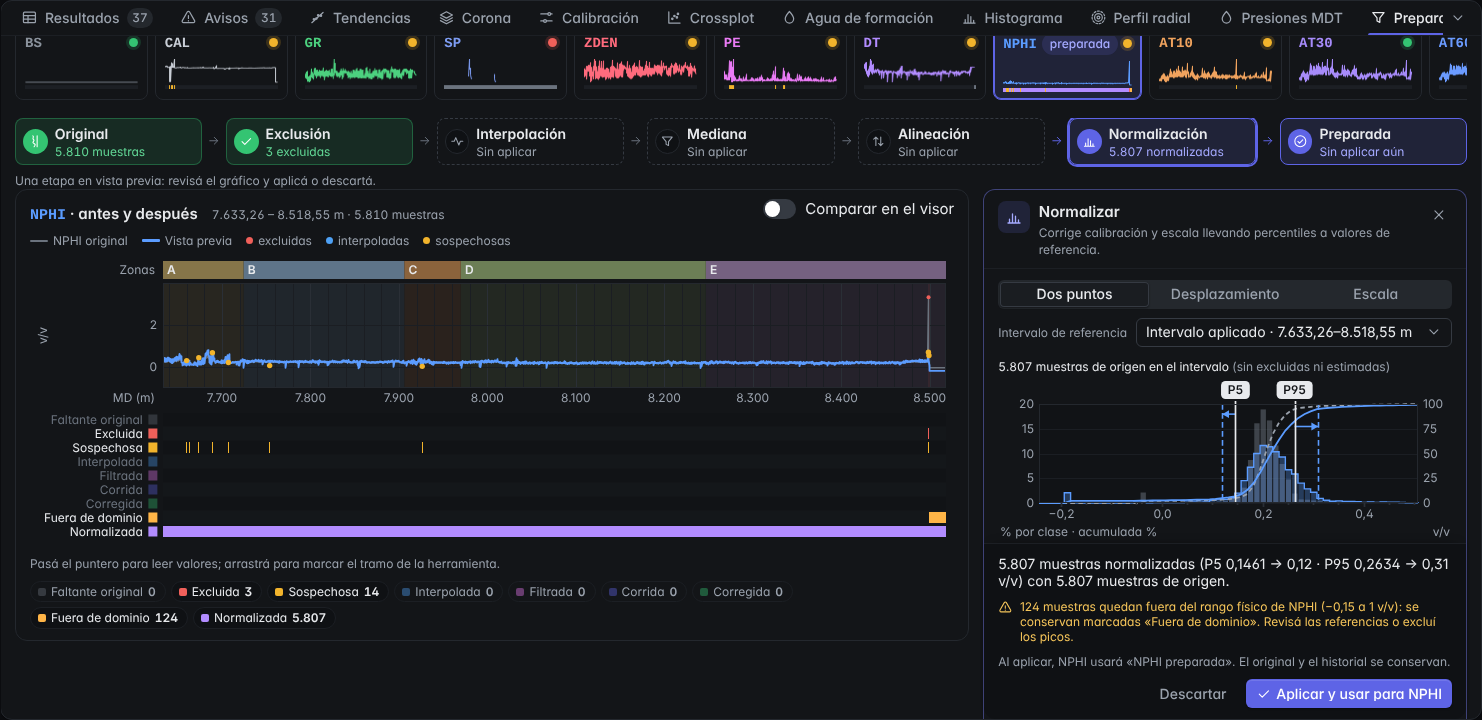 Resultados 37 Avisos 31 Tendencias Corona Calibración Crossplot Agua de formación Histograma Perfil radial Presiones MDT Prepara
BS CAL GR SP ZDEN PE DT NPHI preparada AT10 AT30 AT60
Original Exclusión Interpolación Mediana Alineación Normalización Preparada
5.810 muestras 3 excluidas Sin aplicar Sin aplicar Sin aplicar 5.807 normalizadas Sin aplicar aún
Una etapa en vista previa: revisá el gráfico y aplicá o descartá.
NPHI · antes y después 7.633,26 – 8.518,55 m · 5.810 muestras Comparar en el visor
NPHI original Vista previa excluidas interpoladas sospechosas
Zonas A B C D E
v/v
2
0
MD (m) 7.700 7.800 7.900 8.000 8.100 8.200 8.300 8.400 8.500
Faltante original
Excluida
Sospechosa
Interpolada
Filtrada
Corrida
Corregida
Fuera de dominio
Normalizada
Pasá el puntero para leer valores; arrastrá para marcar el tramo de la herramienta.
Faltante original 0 Excluida 3 Sospechosa 14 Interpolada 0 Filtrada 0 Corrida 0 Corregida 0
Fuera de dominio 124 Normalizada 5.807
Normalizar
Corrige calibración y escala llevando percentiles a valores de
referencia.
Dos puntos Desplazamiento Escala
Intervalo de referencia Intervalo aplicado · 7.633,26–8.518,55 m
5.807 muestras de origen en el intervalo (sin excluidas ni estimadas)
P5 P95
20 100
15 75
10 50
5 25
0 0
−0,2 0,0 0,2 0,4
% por clase · acumulada % v/v
5.807 muestras normalizadas (P5 0,1461 → 0,12 · P95 0,2634 → 0,31
v/v) con 5.807 muestras de origen.
124 muestras quedan fuera del rango físico de NPHI (−0,15 a 1 v/v): se
conservan marcadas «Fuera de dominio». Revisá las referencias o excluí
los picos.
Al aplicar, NPHI usará «NPHI preparada». El original y el historial se conservan.
Descartar Aplicar y usar para NPHI